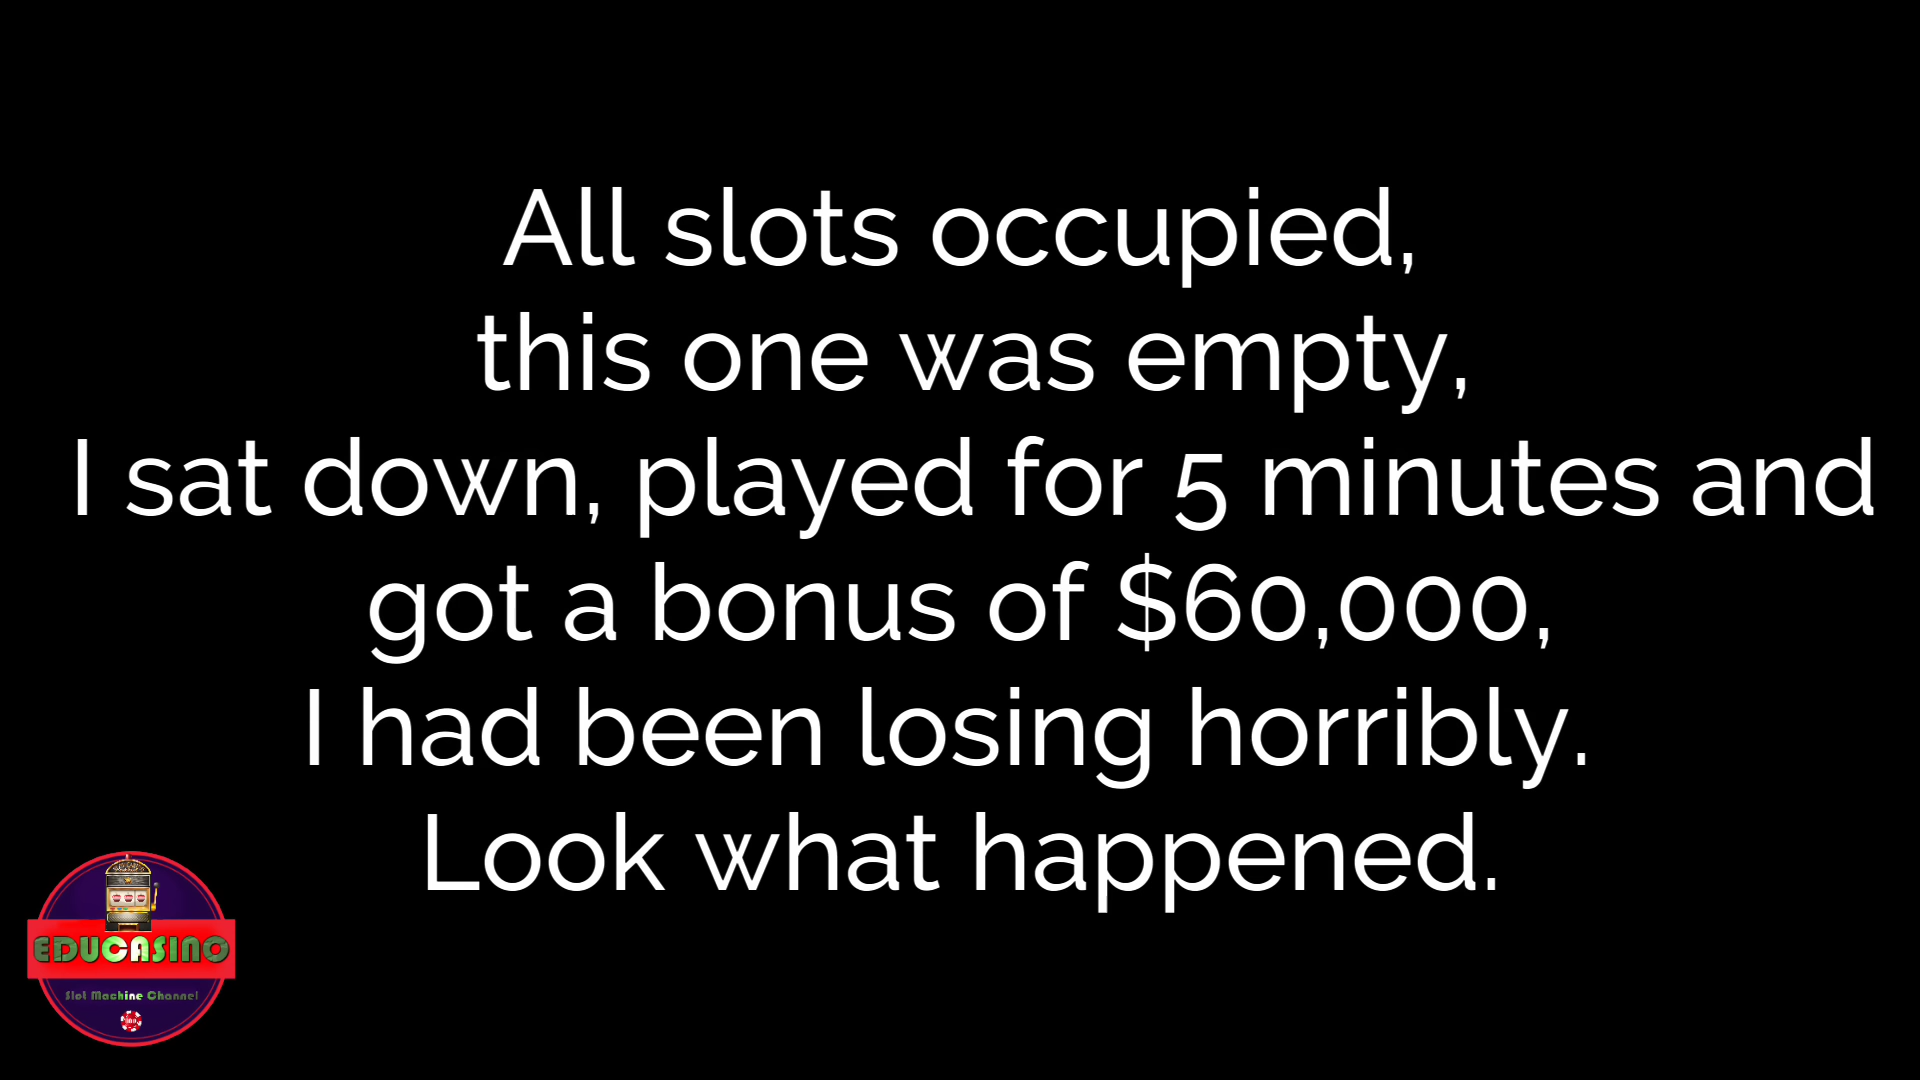 All slots occupied,
this one was empty,
I sat down, played for 5 minutes and
got a bonus of $60,000,
I had been losing horribly.
Look what happened.
EDUCASINO
Slot Machine Channel